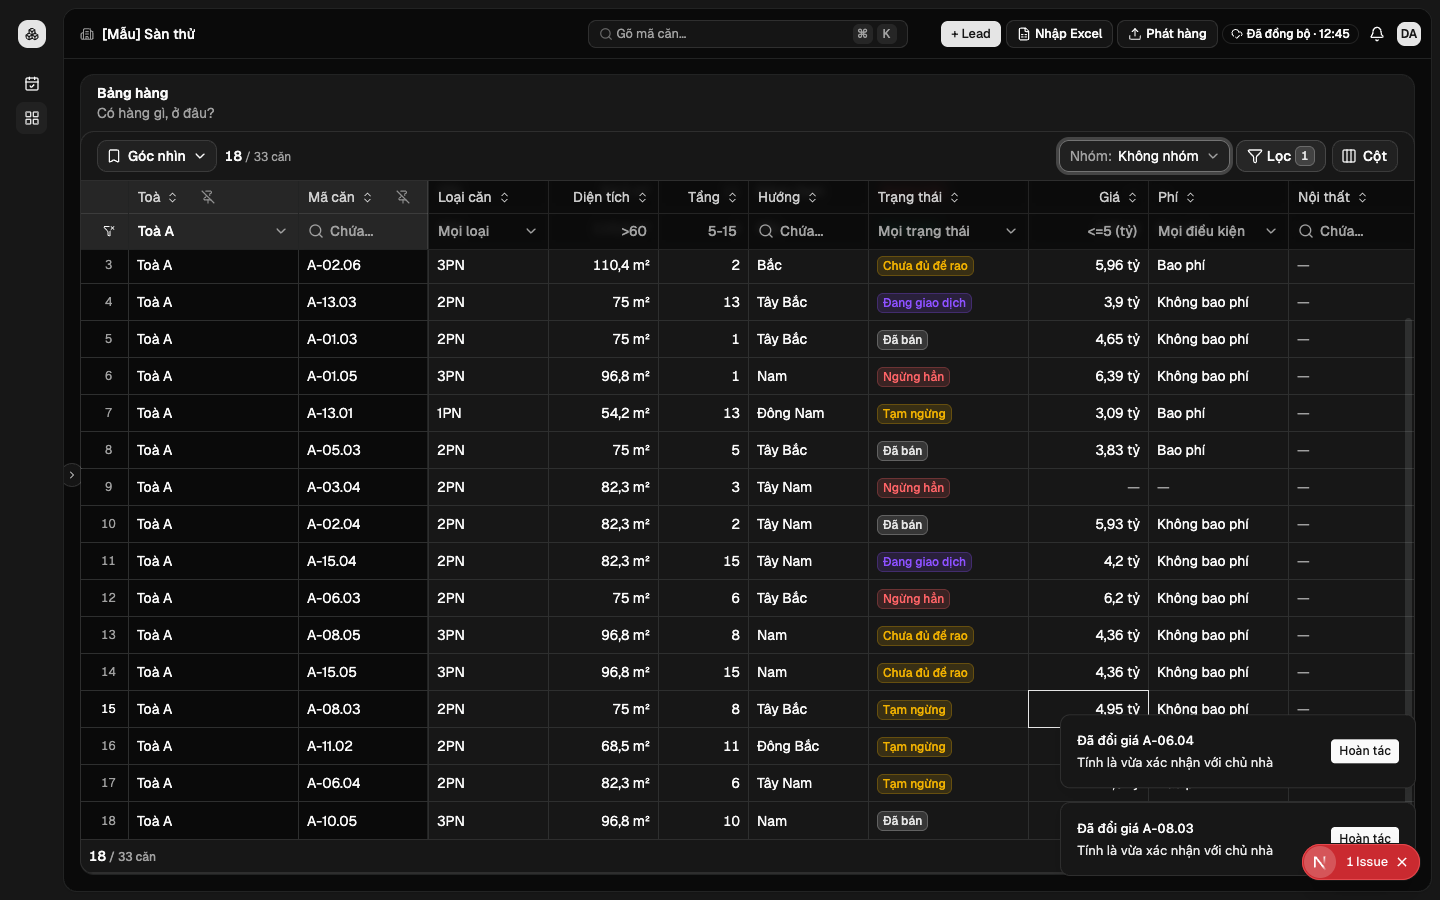 [Mẫu] Sàn thử
Gõ mã căn...
⌘ K
+ Lead
Nhập Excel
Phát hàng
Đã đồng bộ · 12:45
DA
Bảng hàng
Có hàng gì, ở đâu?
Góc nhìn
18 / 33 căn
Nhóm: Không nhóm
Lọc 1
Cột
Toà Mã căn Loại căn Diện tích Tầng Hướng Trạng thái Giá Phí Nội thất
Toà A Chứa... Mọi loại >60 5-15 Chứa... Mọi trạng thái <=5 (tỷ) Mọi điều kiện Chứa...
3 Toà A A-02.06 3PN 110,4 m² 2 Bắc Chưa đủ để rao 5,96 tỷ Bao phí —
4 Toà A A-13.03 2PN 75 m² 13 Tây Bắc Đang giao dịch 3,9 tỷ Không bao phí —
5 Toà A A-01.03 2PN 75 m² 1 Tây Bắc Đã bán 4,65 tỷ Không bao phí —
6 Toà A A-01.05 3PN 96,8 m² 1 Nam Ngừng hẳn 6,39 tỷ Không bao phí —
7 Toà A A-13.01 1PN 54,2 m² 13 Đông Nam Tạm ngừng 3,09 tỷ Bao phí —
8 Toà A A-05.03 2PN 75 m² 5 Tây Bắc Đã bán 3,83 tỷ Bao phí —
9 Toà A A-03.04 2PN 82,3 m² 3 Tây Nam Ngừng hẳn — — —
10 Toà A A-02.04 2PN 82,3 m² 2 Tây Nam Đã bán 5,93 tỷ Không bao phí —
11 Toà A A-15.04 2PN 82,3 m² 15 Tây Nam Đang giao dịch 4,2 tỷ Không bao phí —
12 Toà A A-06.03 2PN 75 m² 6 Tây Bắc Ngừng hẳn 6,2 tỷ Không bao phí —
13 Toà A A-08.05 3PN 96,8 m² 8 Nam Chưa đủ để rao 4,36 tỷ Không bao phí —
14 Toà A A-15.05 3PN 96,8 m² 15 Nam Chưa đủ để rao 4,36 tỷ Không bao phí —
15 Toà A A-08.03 2PN 75 m² 8 Tây Bắc Tạm ngừng 4,95 tỷ Không bao phí —
16 Toà A A-11.02 2PN 68,5 m² 11 Đông Bắc Tạm ngừng
17 Toà A A-06.04 2PN 82,3 m² 6 Tây Nam Tạm ngừng
18 Toà A A-10.05 3PN 96,8 m² 10 Nam Đã bán
18 / 33 căn
Đã đổi giá A-06.04
Tính là vừa xác nhận với chủ nhà
Hoàn tác
Đã đổi giá A-08.03
Tính là vừa xác nhận với chủ nhà
Hoàn tác
N 1 Issue